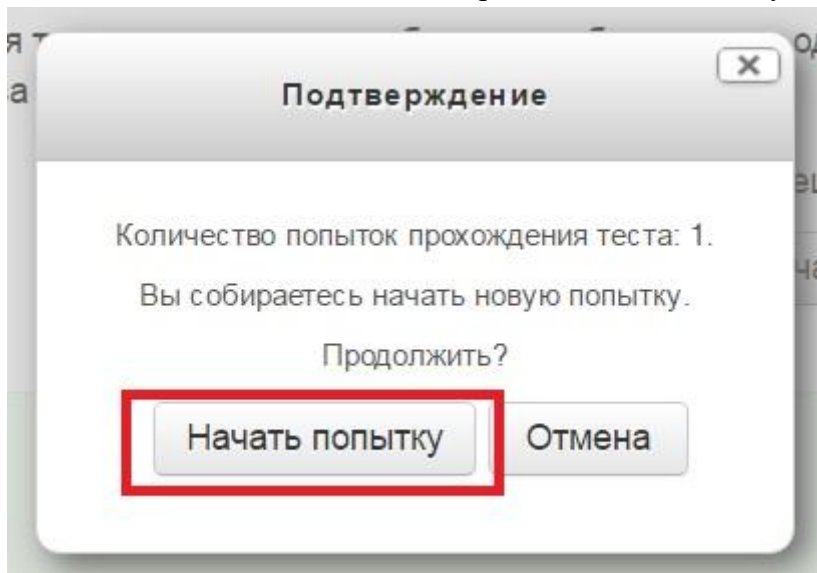 Подтверждение
Количество попыток прохождения теста: 1.
Вы собираетесь начать новую попытку.
Продолжить?
Начать попытку
Отмена